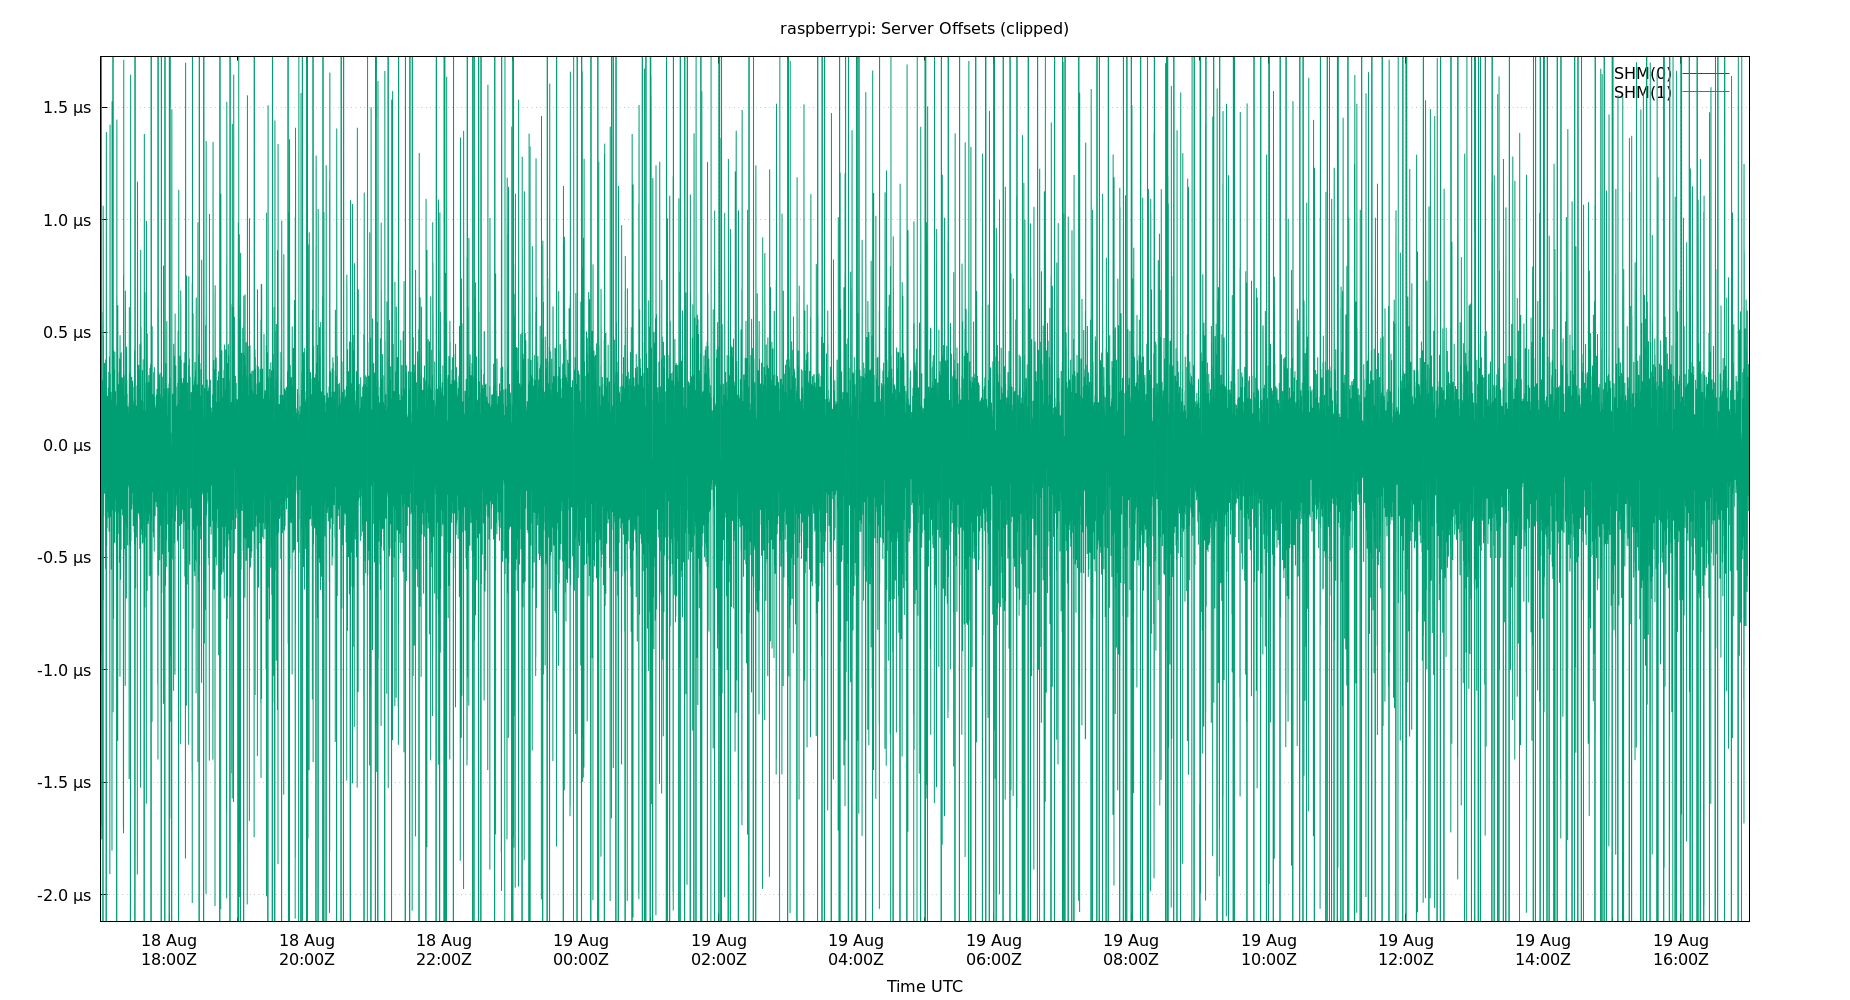 raspberrypi: Server Offsets (clipped)
SHM(0)
SHM(1)
1.5 µs
1.0 µs
0.5 µs
0.0 µs
-0.5 µs
-1.0 µs
-1.5 µs
-2.0 µs
18 Aug 18 Aug 18 Aug 19 Aug 19 Aug 19 Aug 19 Aug 19 Aug 19 Aug 19 Aug 19 Aug 19 Aug
18:00Z 20:00Z 22:00Z 00:00Z 02:00Z 04:00Z 06:00Z 08:00Z 10:00Z 12:00Z 14:00Z 16:00Z
Time UTC